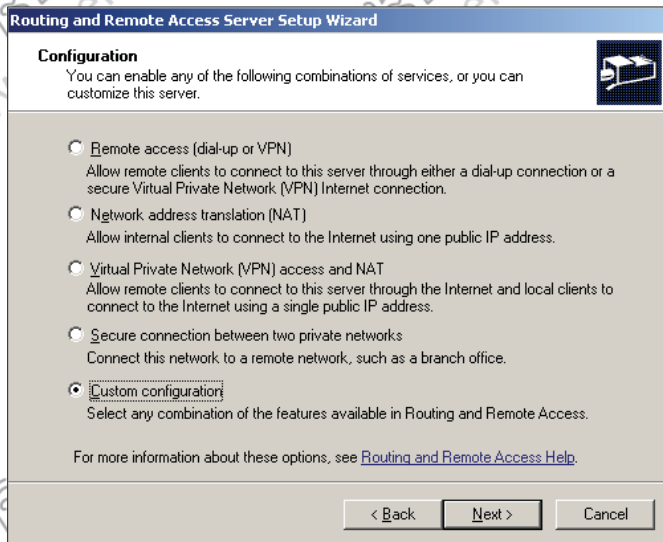 Routing and Remote Access Server Setup Wizard
Configuration
You can enable any of the following combinations of services, or you can
customize this server.
Remote access (dial-up or VPN)
Allow remote clients to connect to this server through either a dial-up connection or a
secure Virtual Private Network (VPN) Internet connection.
Network address translation (NAT)
Allow internal clients to connect to the Internet using one public IP address.
Virtual Private Network (VPN) access and NAT
Allow remote clients to connect to this server through the Internet and local clients to
connect to the Internet using a single public IP address.
Secure connection between two private networks
Connect this network to a remote network, such as a branch office.
Custom configuration
Select any combination of the features available in Routing and Remote Access.
For more information about these options, see Routing and Remote Access Help.
< Back Next > Cancel